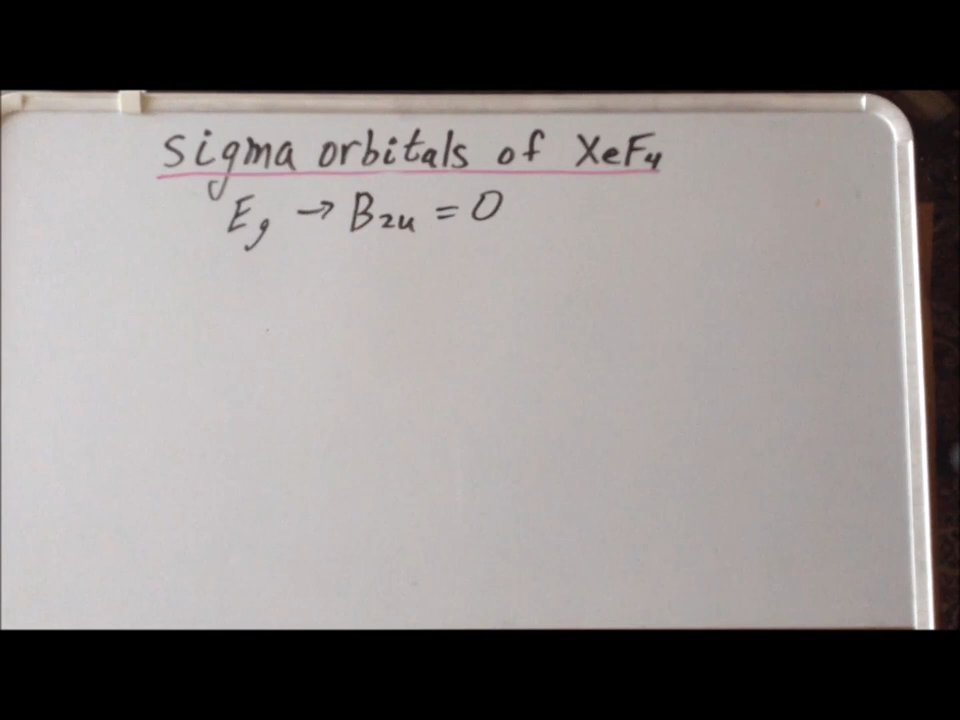 sigma orbitals of XeF₄
Eg → B₂ᵤ = 0